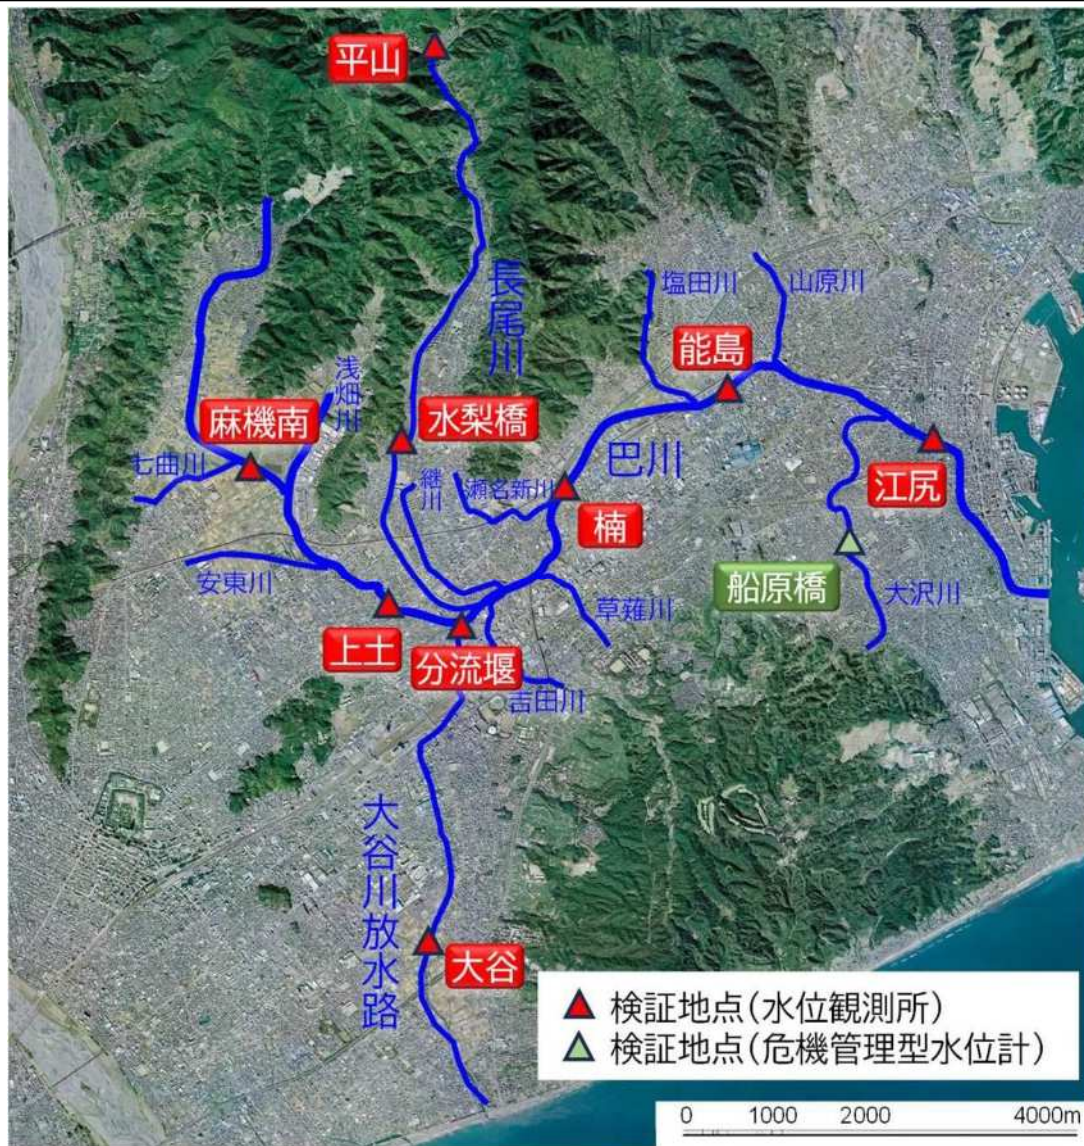 平山
長尾川
塩田川
山原川
能島
浅畑川
麻機南
水梨橋
七曲川
継川
瀬名新川
巴川
江尻
楠
安東川
船原橋
大沢川
草薙川
上土
分流堰
吉田川
大谷川放水路
大谷
検証地点(水位観測所)
検証地点(危機管理型水位計)
0 1000 2000 4000m